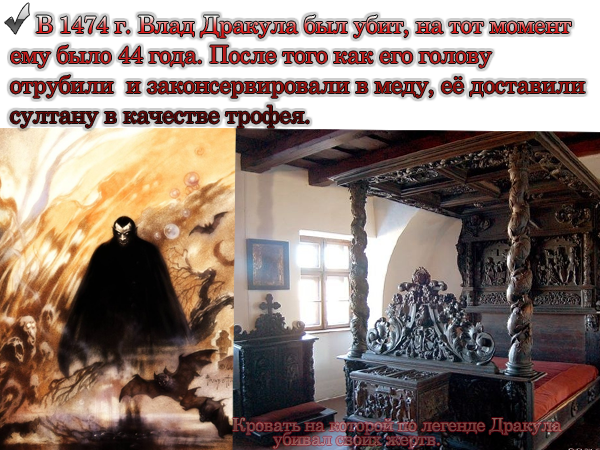 В 1474 г. Влад Дракула был убит, на тот момент
ему было 44 года. После того как его голову
отрубили и законсервировали в меду, её доставили
султану в качестве трофея.
Кровать на которой по легенде Дракула
убивал своих жертв.